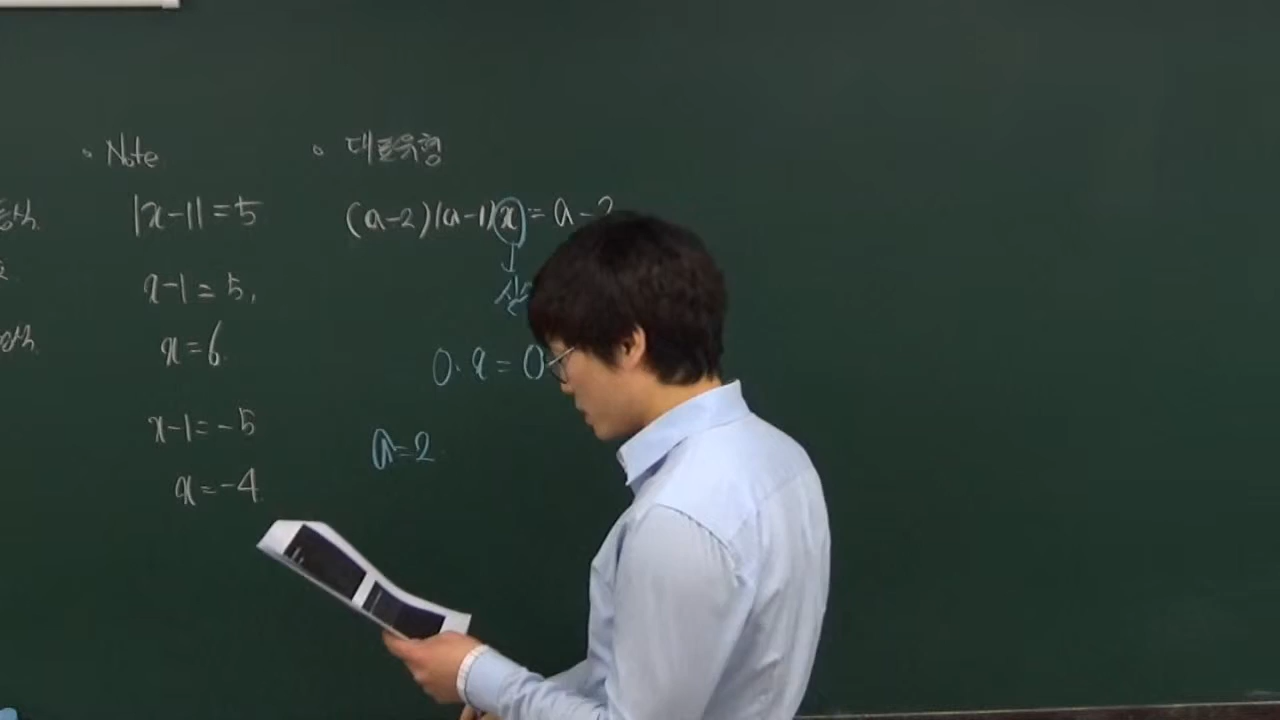 Note
|x-1|=5
x-1=5,
x=6.
x-1=-5
x=-4.
대표유형
(a-2)(a-1)x=a-2
0·x=0
a=2